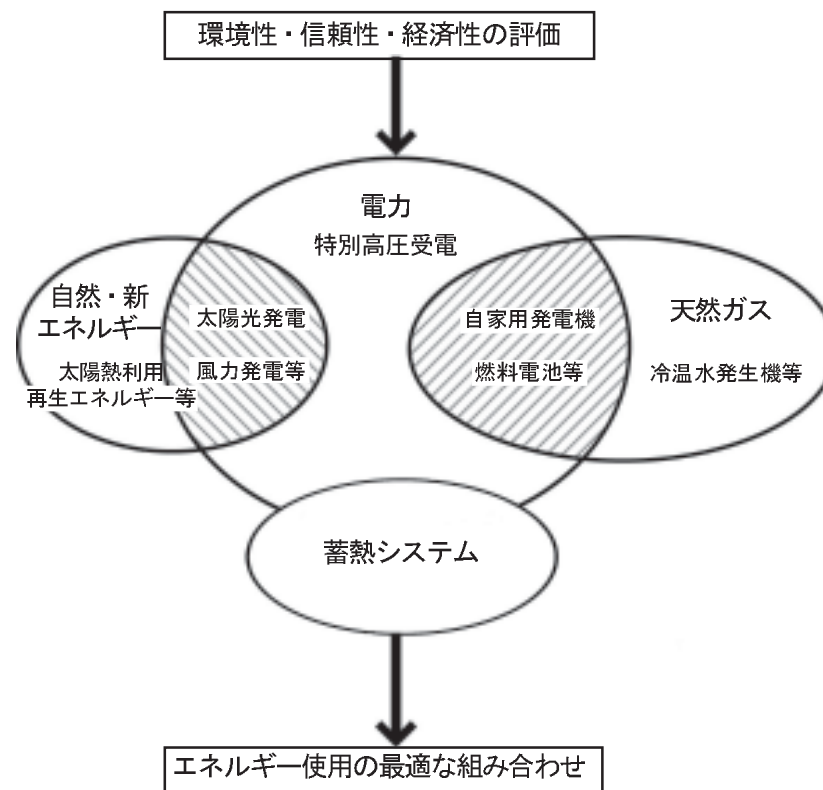 環境性・信頼性・経済性の評価
電力
特別高圧受電
自然・新
エネルギー
太陽熱利用
再生エネルギー等
太陽光発電
風力発電等
自家用発電機
燃料電池等
天然ガス
冷温水発生機等
蓄熱システム
エネルギー使用の最適な組み合わせ